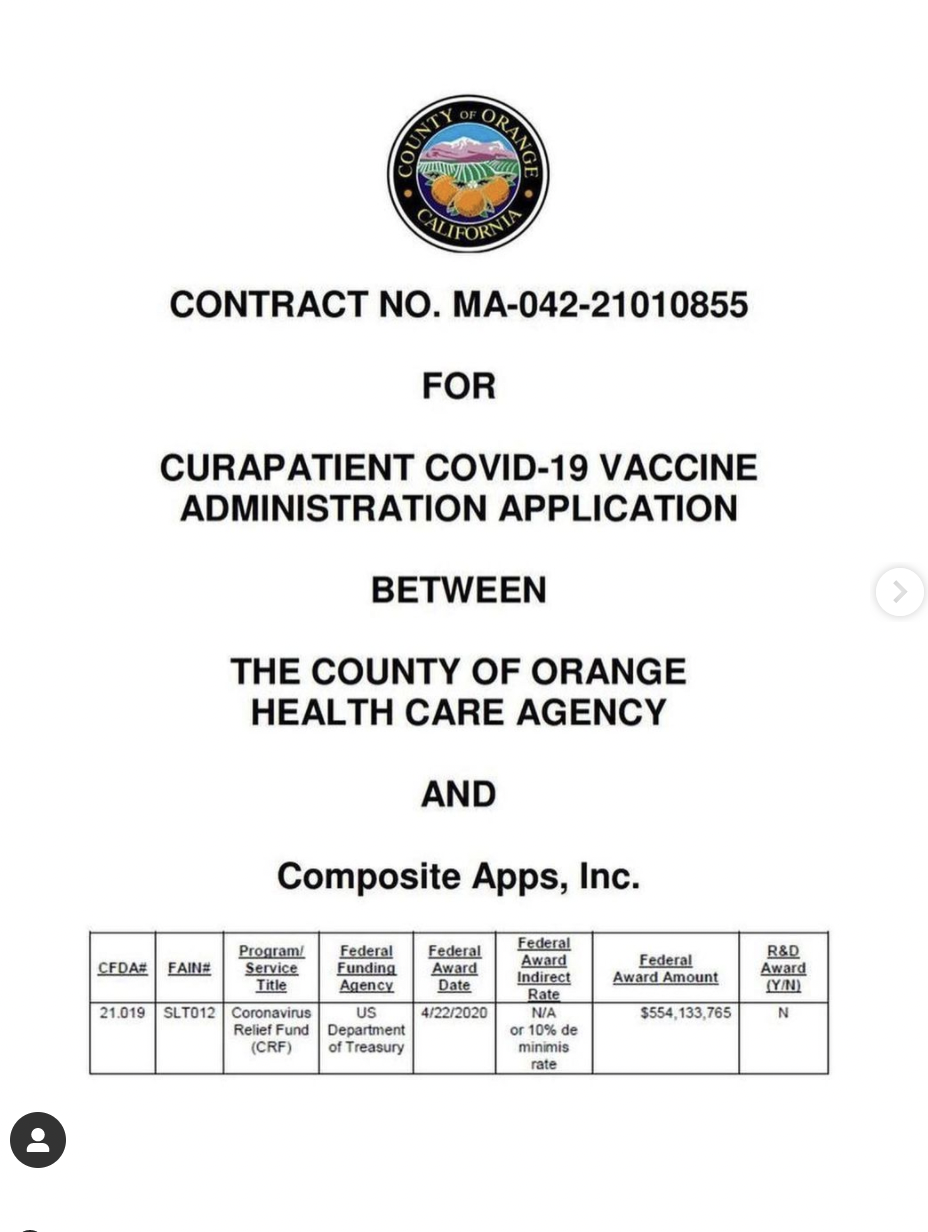 COUNTY OF ORANGE
CALIFORNIA
CONTRACT NO. MA-042-21010855
FOR
CURAPATIENT COVID-19 VACCINE
ADMINISTRATION APPLICATION
BETWEEN
THE COUNTY OF ORANGE
HEALTH CARE AGENCY
AND
Composite Apps, Inc.
CFDA#
FAIN#
Program/
Service
Title
Federal
Funding
Agency
Federal
Award
Date
Federal
Award
Indirect
Rate
Federal
Award Amount
R&D
Award
(Y/N)
21.019
SLT012
Coronavirus
Relief Fund
(CRF)
US
Department
of Treasury
4/22/2020
N/A
or 10% de
minimis
rate
$554,133,765
N